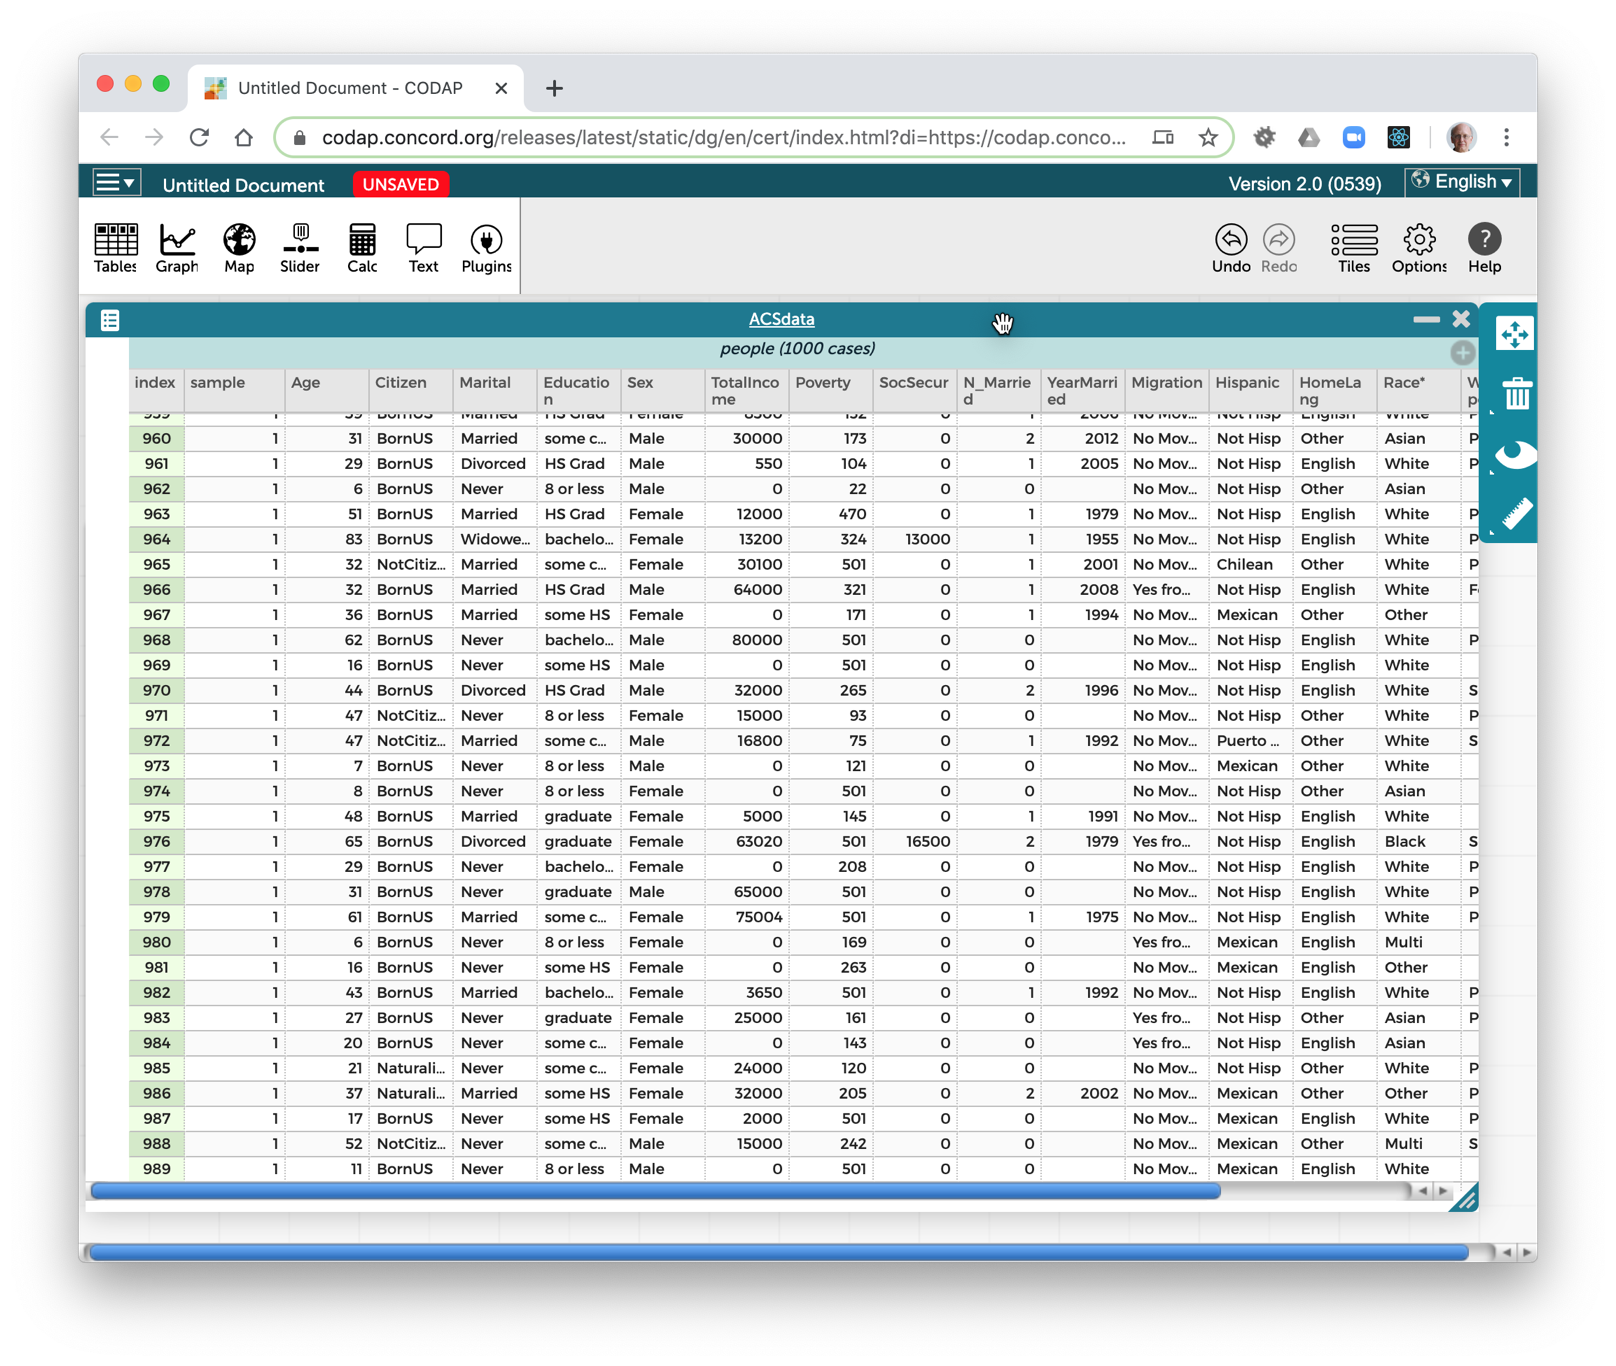 Untitled Document - CODAP
codap.concord.org/releases/latest/static/dg/en/cert/index.html?di=https://codap.conco...
Untitled Document UNSAVED Version 2.0 (0539) English
Tables Graph Map Slider Calc Text Plugins Undo Redo Tiles Options Help
ACSdata
people (1000 cases)
index sample Age Citizen Marital Educatio Sex TotalInco Poverty SocSecur N_Marrie YearMarri Migration Hispanic HomeLa Race* W
n me d ed ng p
959 1 59 BornUS Married HS Grad Female 8500 152 0 1 2000 No Mov... Not Hisp English White P
960 1 31 BornUS Married some c... Male 30000 173 0 2 2012 No Mov... Not Hisp Other Asian P
961 1 29 BornUS Divorced HS Grad Male 550 104 0 1 2005 No Mov... Not Hisp English White P
962 1 6 BornUS Never 8 or less Male 0 22 0 0 No Mov... Not Hisp Other Asian
963 1 51 BornUS Married HS Grad Female 12000 470 0 1 1979 No Mov... Not Hisp English White P
964 1 83 BornUS Widowe... bachelo... Female 13200 324 13000 1 1955 No Mov... Not Hisp English White P
965 1 32 NotCitiz... Married some c... Female 30100 501 0 1 2001 No Mov... Chilean Other White P
966 1 32 BornUS Married HS Grad Male 64000 321 0 1 2008 Yes fro... Not Hisp English White F
967 1 36 BornUS Married some HS Female 0 171 0 1 1994 No Mov... Mexican Other Other
968 1 62 BornUS Never bachelo... Male 80000 501 0 0 No Mov... Not Hisp English White P
969 1 16 BornUS Never some HS Male 0 501 0 0 No Mov... Not Hisp English White
970 1 44 BornUS Divorced HS Grad Male 32000 265 0 2 1996 No Mov... Not Hisp English White S
971 1 47 NotCitiz... Never 8 or less Female 15000 93 0 0 No Mov... Not Hisp Other White P
972 1 47 NotCitiz... Married some c... Male 16800 75 0 1 1992 No Mov... Puerto ... Other White S
973 1 7 BornUS Never 8 or less Male 0 121 0 0 No Mov... Mexican Other White
974 1 8 BornUS Never 8 or less Female 0 501 0 0 No Mov... Not Hisp Other Asian
975 1 48 BornUS Married graduate Female 5000 145 0 1 1991 No Mov... Not Hisp English White
976 1 65 BornUS Divorced graduate Female 63020 501 16500 2 1979 Yes fro... Not Hisp English Black S
977 1 29 BornUS Never bachelo... Female 0 208 0 0 No Mov... Not Hisp English White P
978 1 31 BornUS Never graduate Male 65000 501 0 0 No Mov... Not Hisp English White P
979 1 61 BornUS Married some c... Female 75004 501 0 1 1975 No Mov... Not Hisp English White P
980 1 6 BornUS Never 8 or less Female 0 169 0 0 Yes fro... Mexican English Multi
981 1 16 BornUS Never some HS Female 0 263 0 0 No Mov... Mexican English Other
982 1 43 BornUS Married bachelo... Female 3650 501 0 1 1992 No Mov... Not Hisp English White P
983 1 27 BornUS Never graduate Female 25000 161 0 0 Yes fro... Not Hisp Other Asian P
984 1 20 BornUS Never some c... Female 0 143 0 0 Yes fro... Not Hisp English Asian
985 1 21 Naturali... Never some c... Female 24000 120 0 0 No Mov... Not Hisp Other White P
986 1 37 Naturali... Married some HS Female 32000 205 0 2 2002 No Mov... Mexican Other Other P
987 1 17 BornUS Never some HS Female 2000 501 0 0 No Mov... Mexican English White P
988 1 52 NotCitiz... Never some c... Male 15000 242 0 0 No Mov... Mexican Other Multi S
989 1 11 BornUS Never 8 or less Male 0 501 0 0 No Mov... Mexican English White